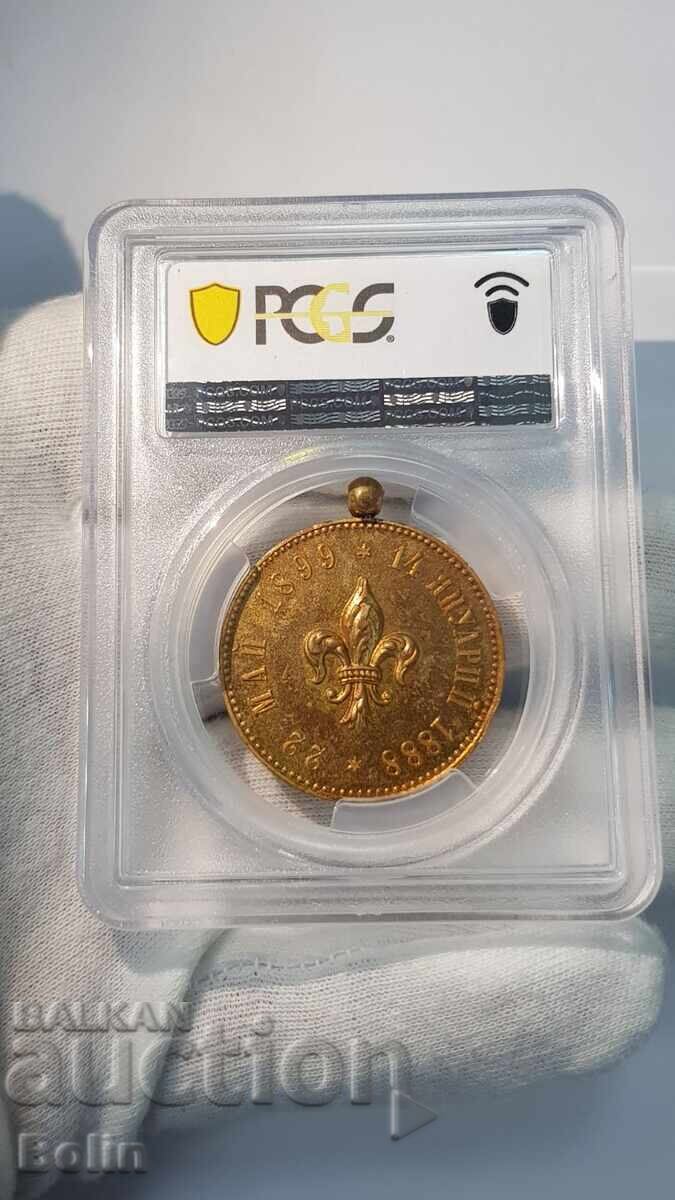 PCGS®
22 МАЙ 1899 * 14 ЯНУАРИЙ 1888 *
BALKAN
auction
Bolin